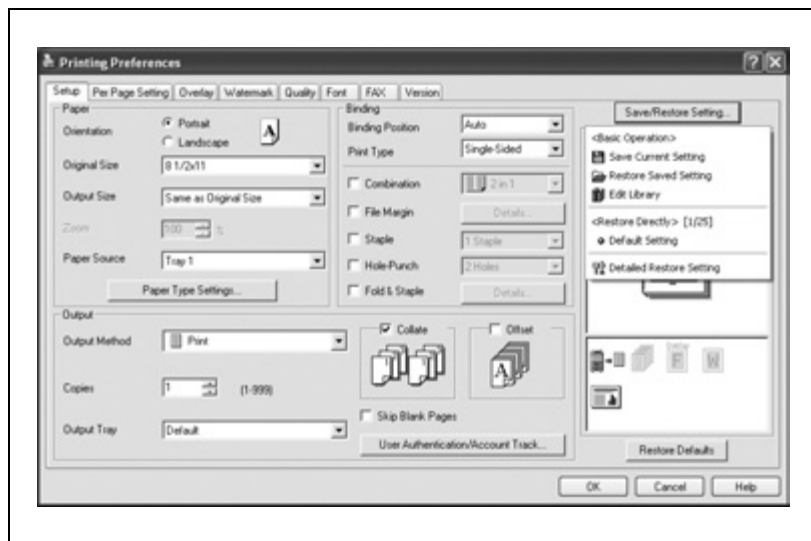 Printing Preferences
Setup Per Page Setting Overlay Watermark Quality Font FAX Version
Paper
Orientation
Portrait
Landscape
A
Original Size 8 1/2x11
Output Size Same as Original Size
Zoom 100 %
Paper Source Tray 1
Paper Type Settings...
Binding
Binding Position Auto
Print Type Single-Sided
Combination 2 in 1
File Margin Details...
Staple 1 Staple
Hole-Punch 2 Holes
Fold & Staple Details...
Save/Restore Setting...
<Basic Operation>
Save Current Setting
Restore Saved Setting
Edit Library
<Restore Directly> [1/25]
Default Setting
Detailed Restore Setting
Output
Output Method Print
Copies 1 (1-999)
Output Tray Default
Collate
Offset
A
Skip Blank Pages
User Authentication/Account Track...
W
Restore Defaults
OK Cancel Help